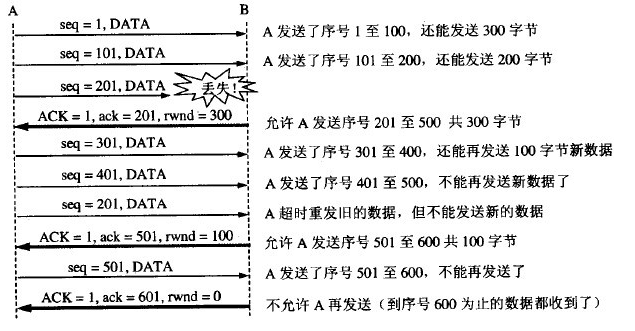 A B
seq = 1, DATA A 发送了序号 1 至 100，还能发送 300 字节
seq = 101, DATA A 发送了序号 101 至 200，还能发送 200 字节
seq = 201, DATA 丢失！
ACK = 1, ack = 201, rwnd = 300 允许 A 发送序号 201 至 500 共 300 字节
seq = 301, DATA A 发送了序号 301 至 400，还能再发送 100 字节新数据
seq = 401, DATA A 发送了序号 401 至 500，不能再发送新数据了
seq = 201, DATA A 超时重发旧的数据，但不能发送新的数据
ACK = 1, ack = 501, rwnd = 100 允许 A 发送序号 501 至 600 共 100 字节
seq = 501, DATA A 发送了序号 501 至 600，不能再发送了
ACK = 1, ack = 601, rwnd = 0 不允许 A 再发送（到序号 600 为止的数据都收到了）